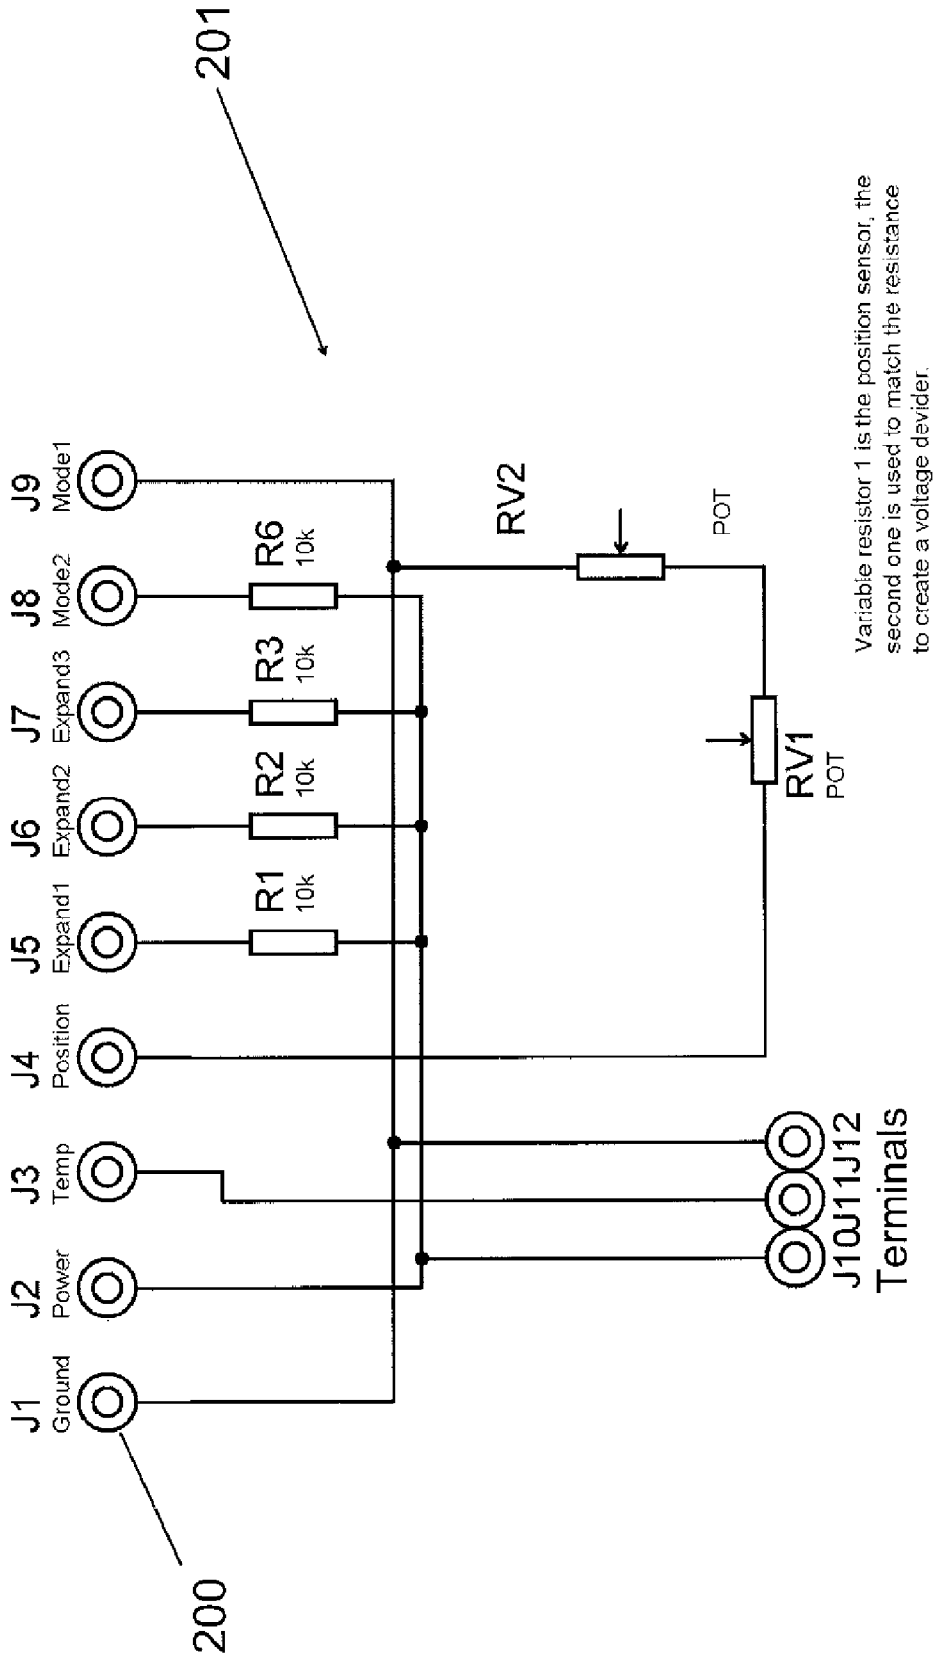 201
J1 J2 J3 J4 J5 J6 J7 J8 J9
Ground Power Temp Position Expand1 Expand2 Expand3 Mode2 Mode1
200
R1 R2 R3 R6
10k 10k 10k 10k
RV2
POT
RV1
POT
J10J11J12
Terminals
Variable resistor 1 is the position sensor, the
second one is used to match the resistance
to create a voltage devider.